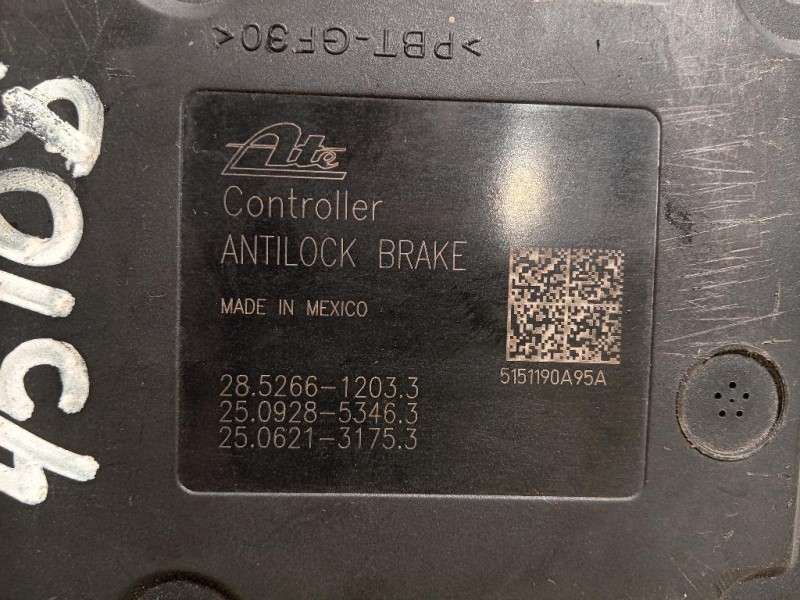 >PBT-GF30<
Ate
Controller
ANTILOCK BRAKE
MADE IN MEXICO
5151190A95A
28.5266-1203.3
25.0928-5346.3
25.0621-3175.3